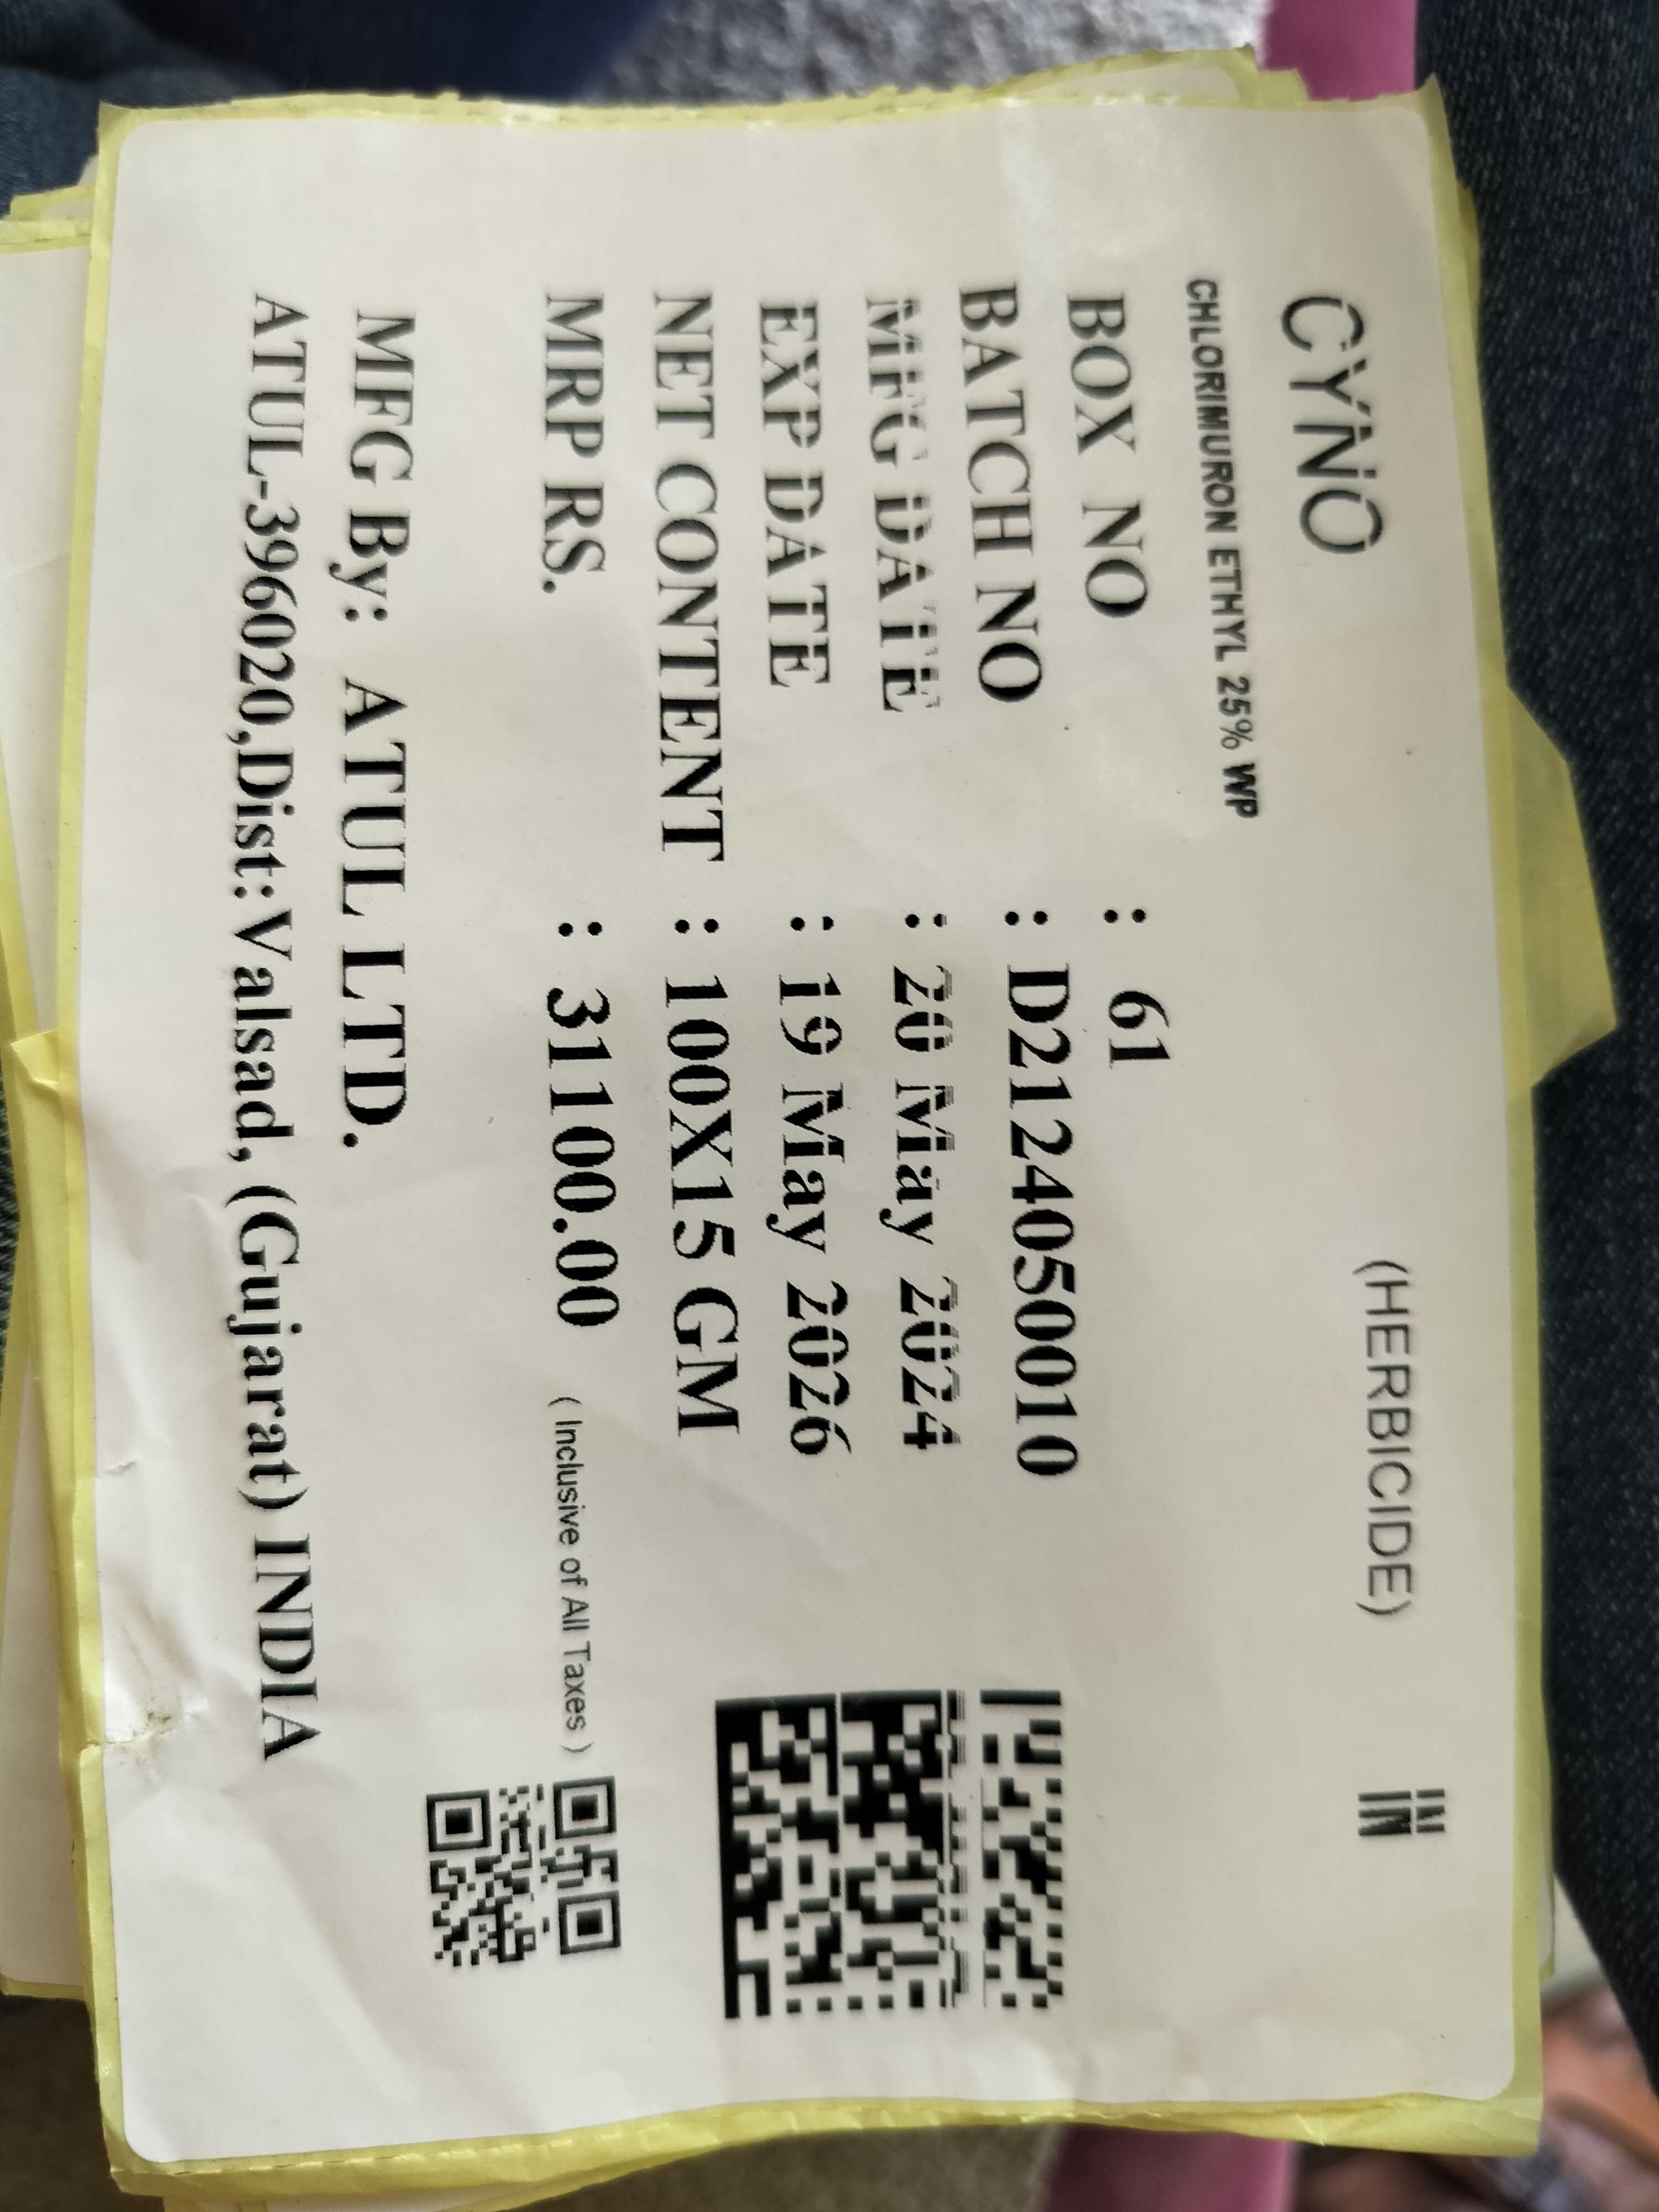 CYNO (HERBICIDE) IN
CHLORIMURON ETHYL 25% WP
BOX NO : 61
BATCH NO : D2124050010
MFG DATE : 20 May 2024
EXP DATE : 19 May 2026
NET CONTENT : 100X15 GM
MRP RS. : 31100.00 ( Inclusive of All Taxes )
MFG By: ATUL LTD.
ATUL-396020,Dist:Valsad, (Gujarat) INDIA